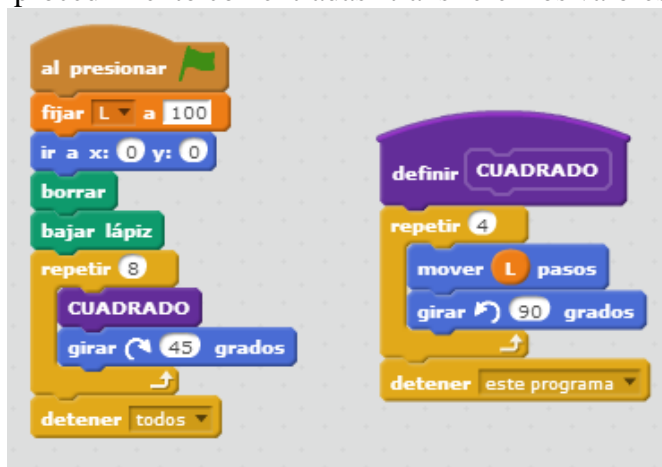 al presionar
fijar L a 100
ir a x: 0 y: 0
borrar
bajar lápiz
repetir 8
CUADRADO
girar 45 grados
detener todos
definir CUADRADO
repetir 4
mover L pasos
girar 90 grados
detener este programa